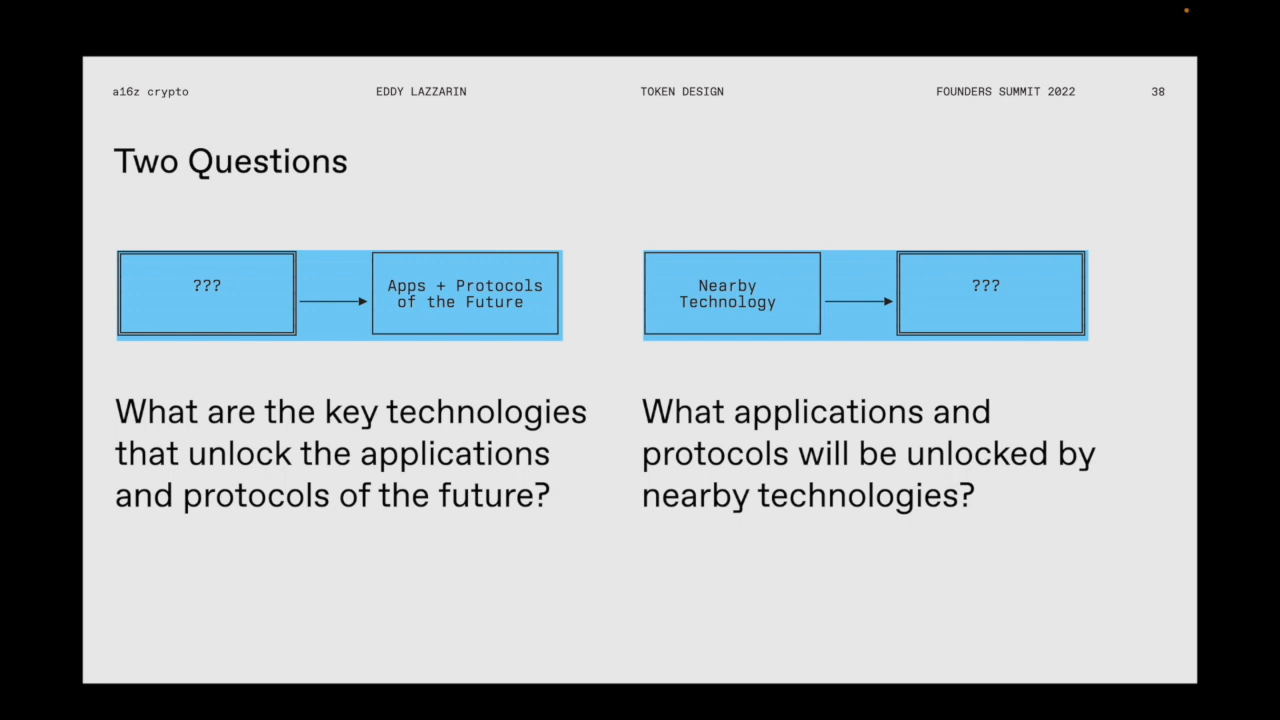 a16z crypto
EDDY LAZZARIN
TOKEN DESIGN
FOUNDERS SUMMIT 2022
38
Two Questions
???
Apps + Protocols
of the Future
Nearby
Technology
???
What are the key technologies
that unlock the applications
and protocols of the future?
What applications and
protocols will be unlocked by
nearby technologies?